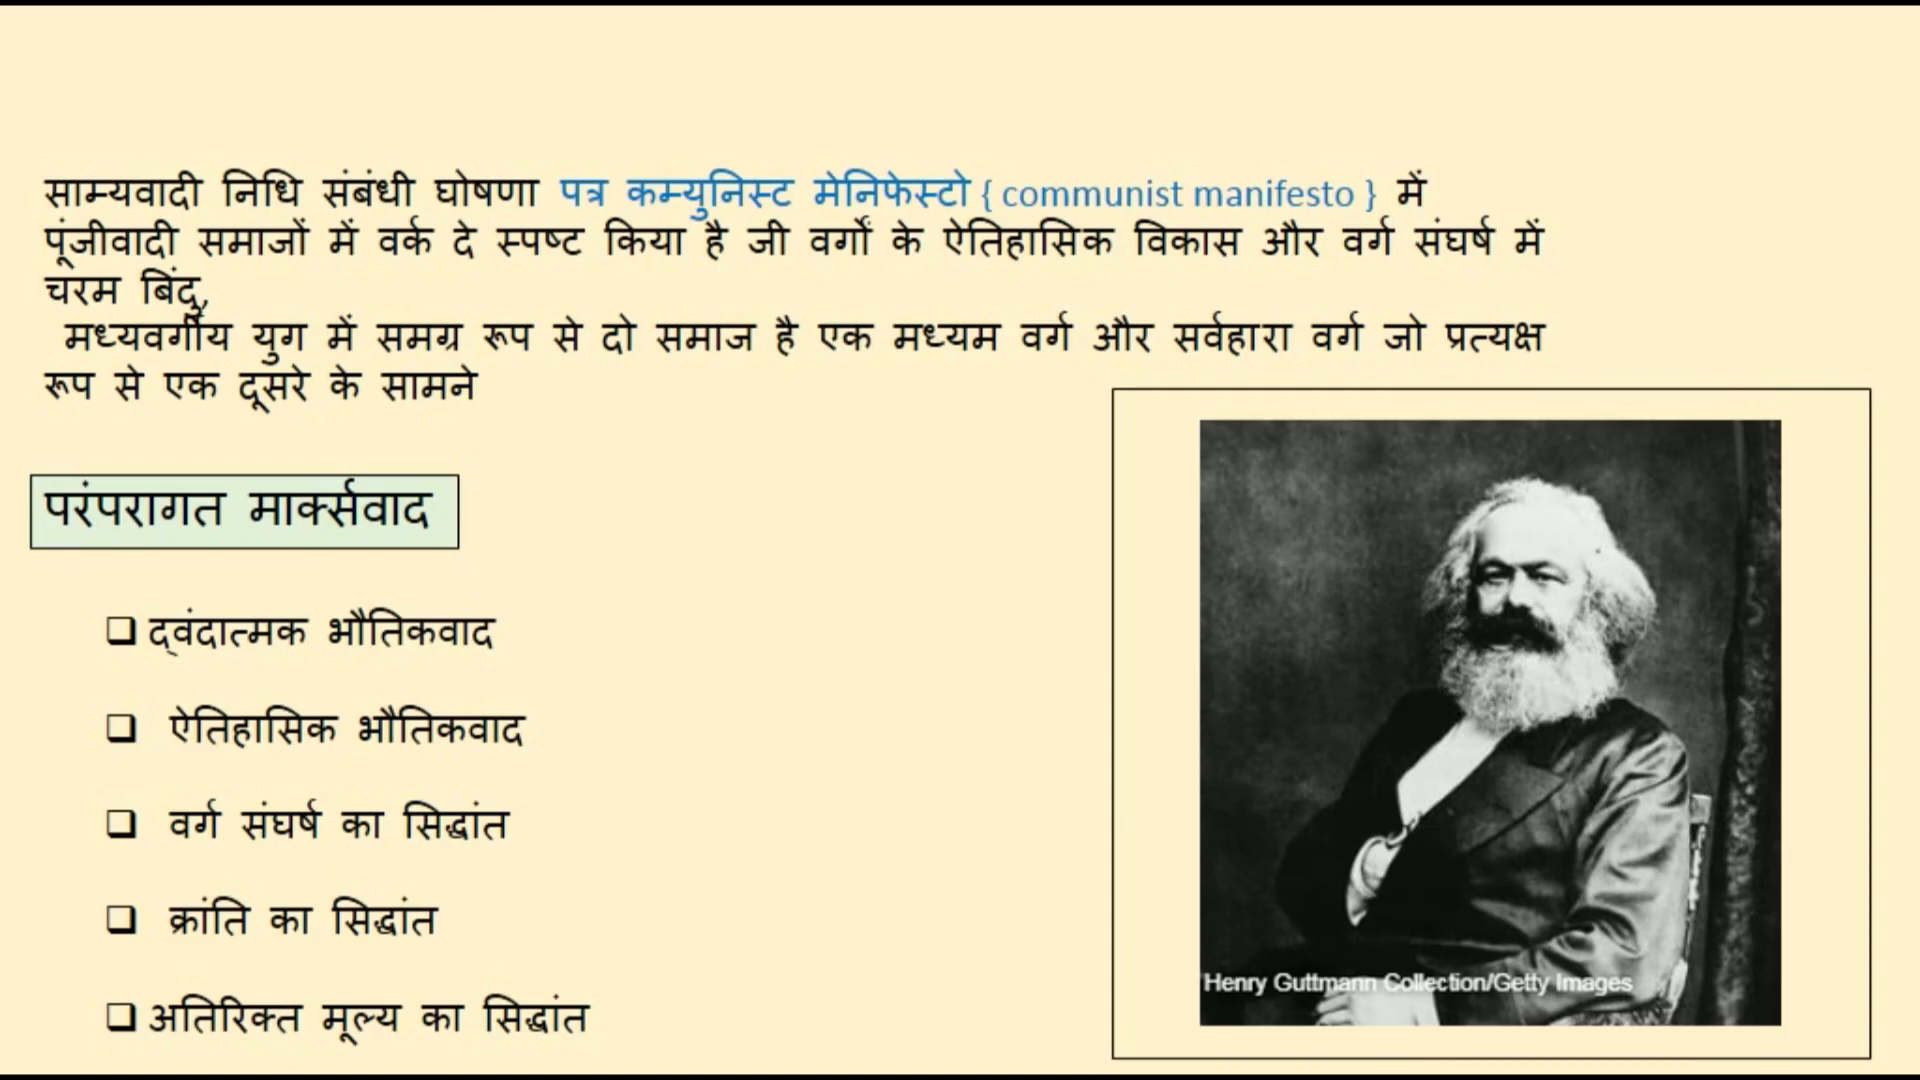 साम्यवादी निधि संबंधी घोषणा पत्र कम्युनिस्ट मेनिफेस्टो { communist manifesto } में
पूंजीवादी समाजों में वर्क दे स्पष्ट किया है जी वर्गों के ऐतिहासिक विकास और वर्ग संघर्ष में
चरम बिंदु,
मध्यवर्गीय युग में समग्र रूप से दो समाज है एक मध्यम वर्ग और सर्वहारा वर्ग जो प्रत्यक्ष
रूप से एक दूसरे के सामने
परंपरागत मार्क्सवाद
❑ द्वंदात्मक भौतिकवाद
❑ ऐतिहासिक भौतिकवाद
❑ वर्ग संघर्ष का सिद्धांत
❑ क्रांति का सिद्धांत
❑ अतिरिक्त मूल्य का सिद्धांत
Henry Guttmann Collection/Getty Images